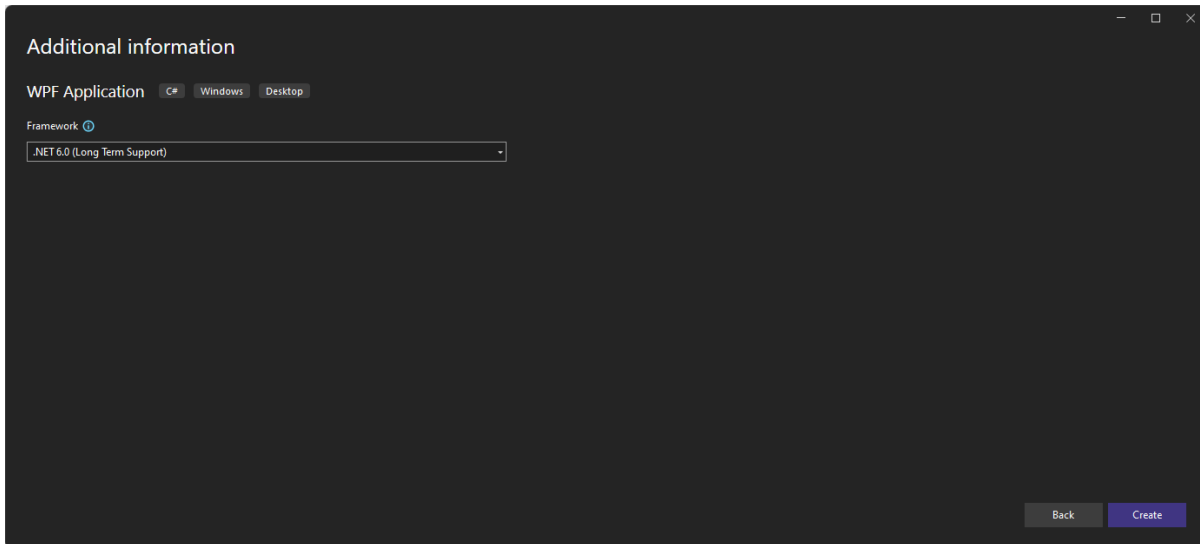 Additional information
WPF Application C# Windows Desktop
Framework
.NET 6.0 (Long Term Support)
Back Create